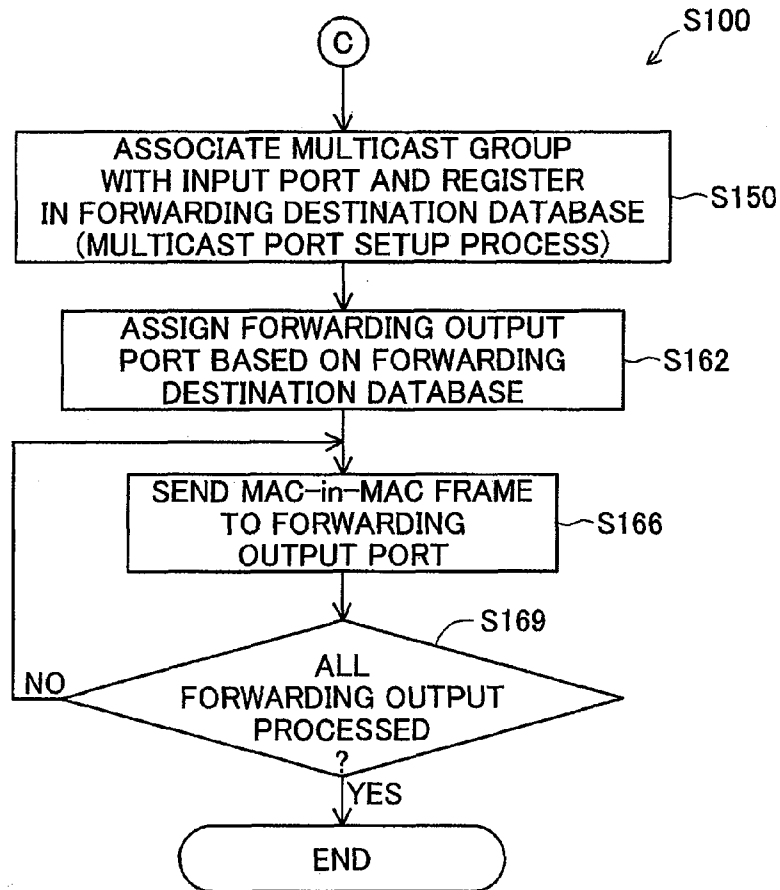 S100
C
ASSOCIATE MULTICAST GROUP
WITH INPUT PORT AND REGISTER
IN FORWARDING DESTINATION DATABASE
(MULTICAST PORT SETUP PROCESS)
S150
ASSIGN FORWARDING OUTPUT
PORT BASED ON FORWARDING
DESTINATION DATABASE
S162
SEND MAC-in-MAC FRAME
TO FORWARDING
OUTPUT PORT
S166
S169
ALL
FORWARDING OUTPUT
PROCESSED
?
NO
YES
END